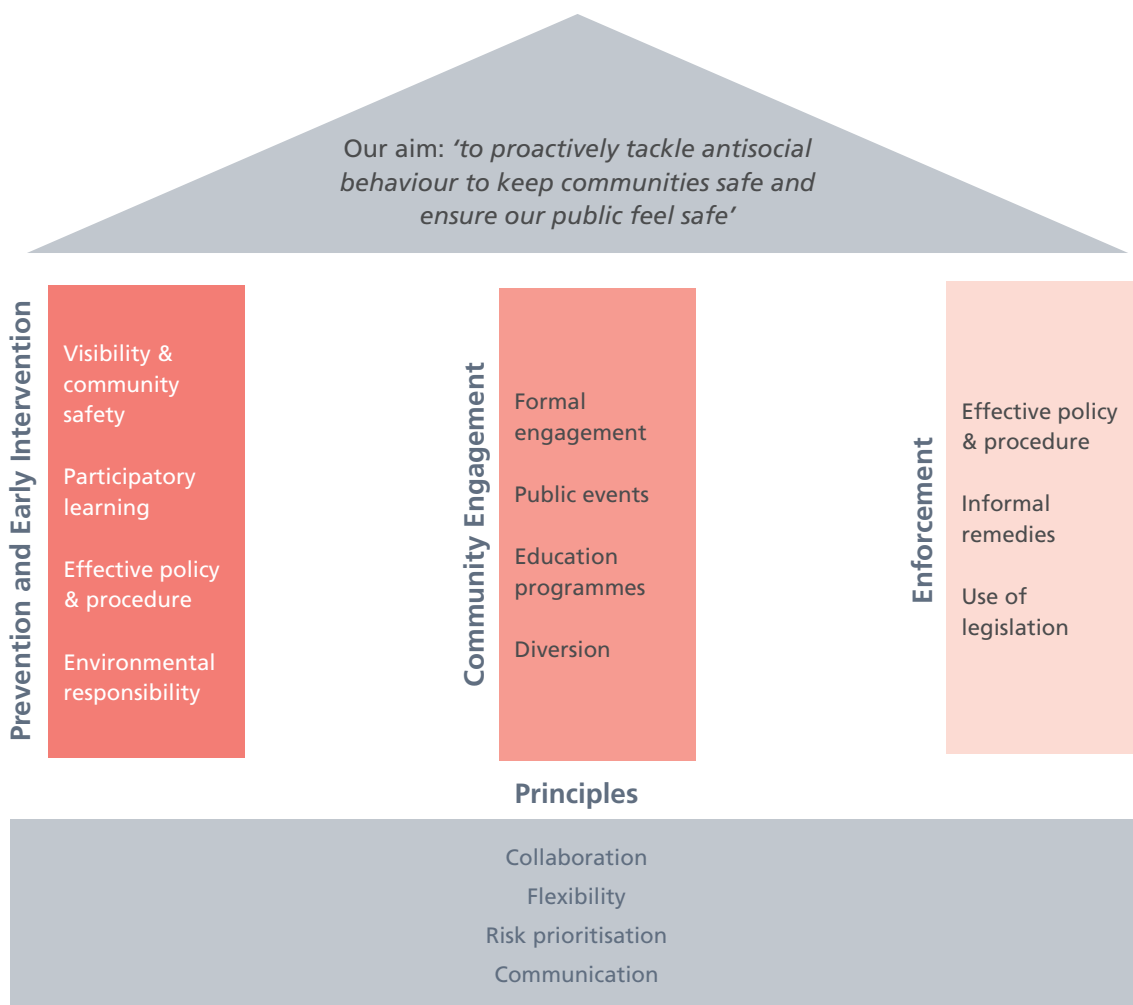 Our aim: ‘to proactively tackle antisocial
behaviour to keep communities safe and
ensure our public feel safe’
Prevention and Early Intervention
Visibility &
community
safety
Participatory
learning
Effective policy
& procedure
Environmental
responsibility
Community Engagement
Formal
engagement
Public events
Education
programmes
Diversion
Enforcement
Effective policy
& procedure
Informal
remedies
Use of
legislation
Principles
Collaboration
Flexibility
Risk prioritisation
Communication